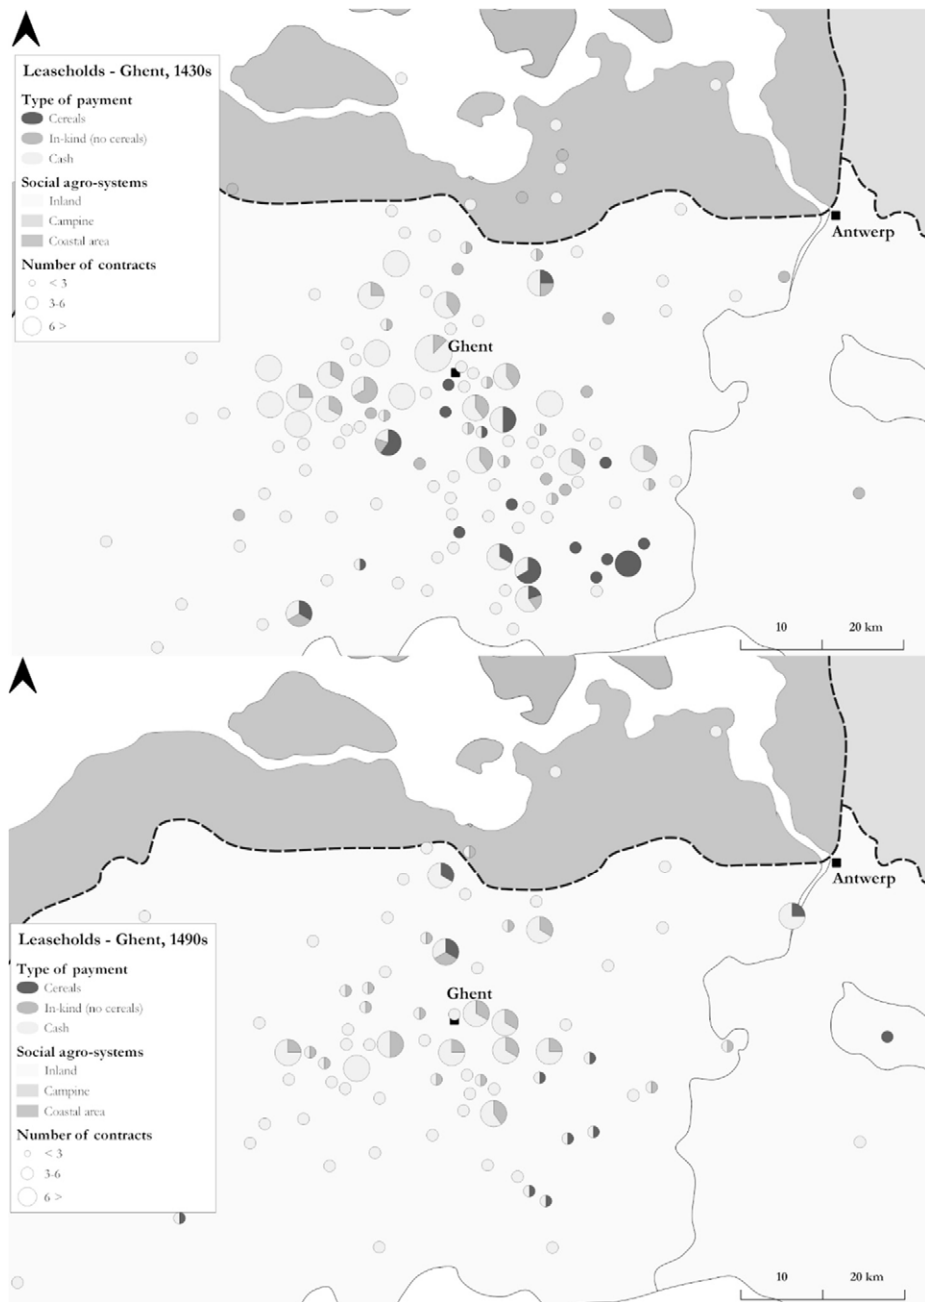 Leaseholds - Ghent, 1430s
Type of payment
Cereals
In-kind (no cereals)
Cash
Social agro-systems
Inland
Campine
Coastal area
Number of contracts
< 3
3-6
6 >
Antwerp
Ghent
10 20 km
Antwerp
Leaseholds - Ghent, 1490s
Type of payment
Cereals
In-kind (no cereals)
Cash
Social agro-systems
Inland
Campine
Coastal area
Number of contracts
< 3
3-6
6 >
Ghent
10 20 km